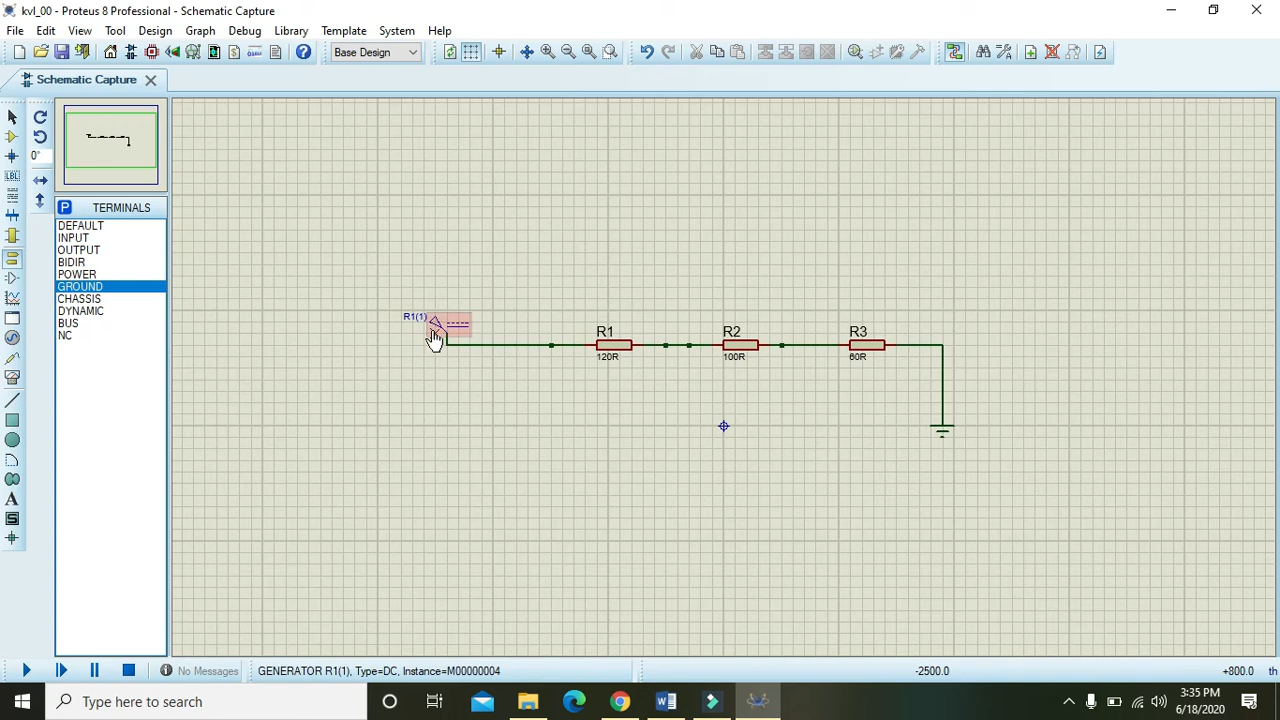 kvl_00 - Proteus 8 Professional - Schematic Capture
File Edit View Tool Design Graph Debug Library Template System Help
Base Design
Schematic Capture
0°
LBL
P TERMINALS
DEFAULT
INPUT
OUTPUT
BIDIR
POWER
GROUND
CHASSIS
DYNAMIC
BUS
NC
A
S
R1(1)
R1
120R
R2
100R
R3
60R
No Messages
GENERATOR R1(1), Type=DC, Instance=M00000004
-2500.0
+800.0
th
Type here to search
3:35 PM
6/18/2020